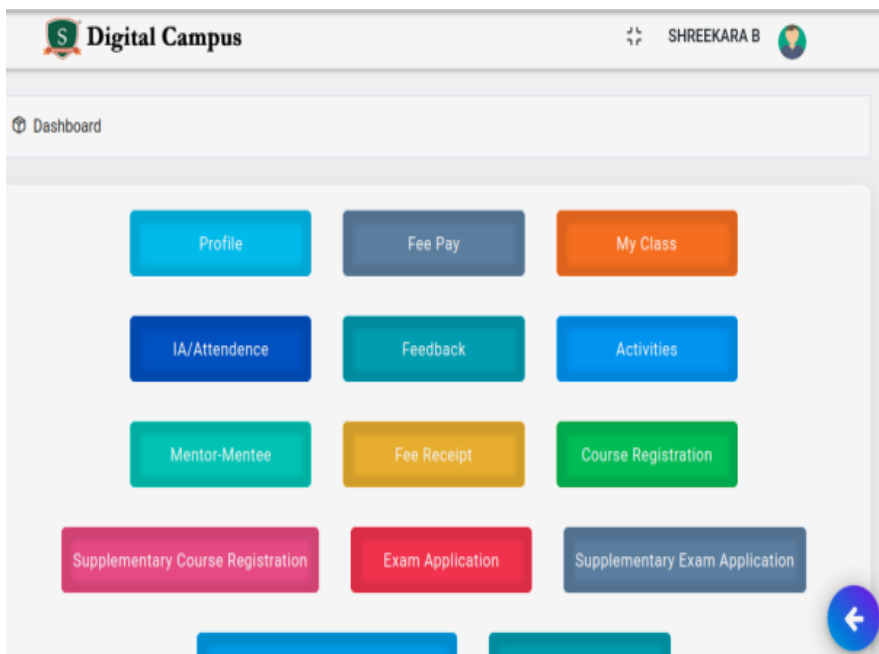 S Digital Campus SHREEKARA B
Dashboard
Profile Fee Pay My Class
IA/Attendence Feedback Activities
Mentor-Mentee Fee Receipt Course Registration
Supplementary Course Registration Exam Application Supplementary Exam Application